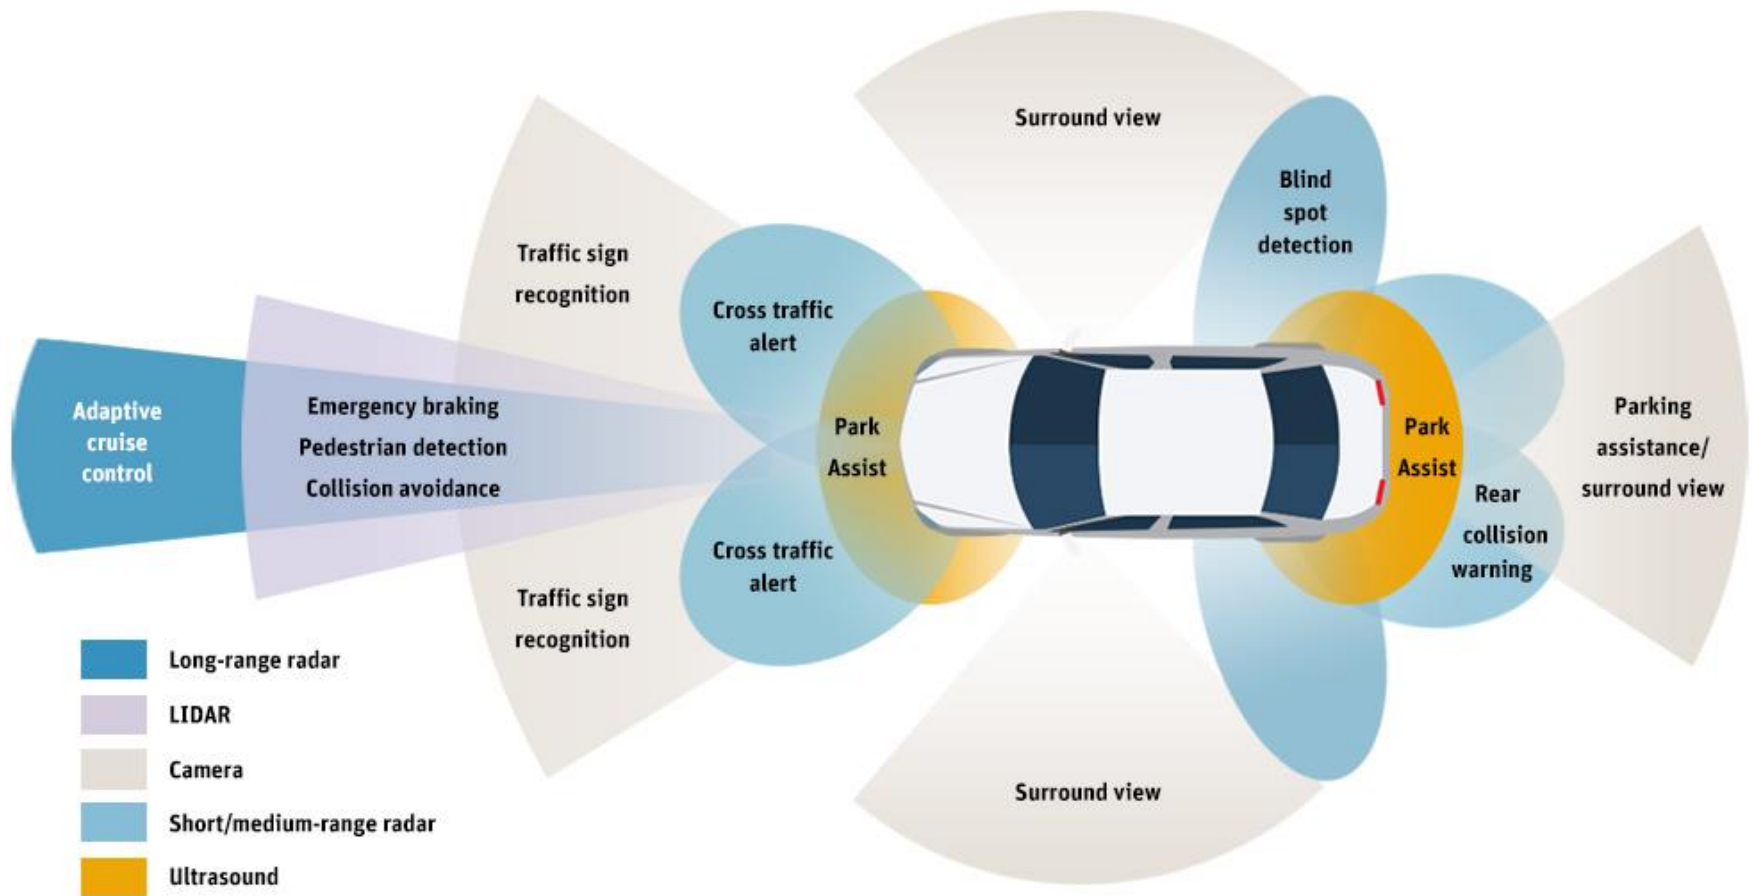 Surround view
Blind
spot
detection
Traffic sign
recognition
Cross traffic
alert
Adaptive
cruise
control
Emergency braking
Pedestrian detection
Collision avoidance
Park
Assist
Park
Assist
Parking
assistance/
surround view
Rear
collision
warning
Cross traffic
alert
Traffic sign
recognition
Surround view
Long-range radar
LIDAR
Camera
Short/medium-range radar
Ultrasound